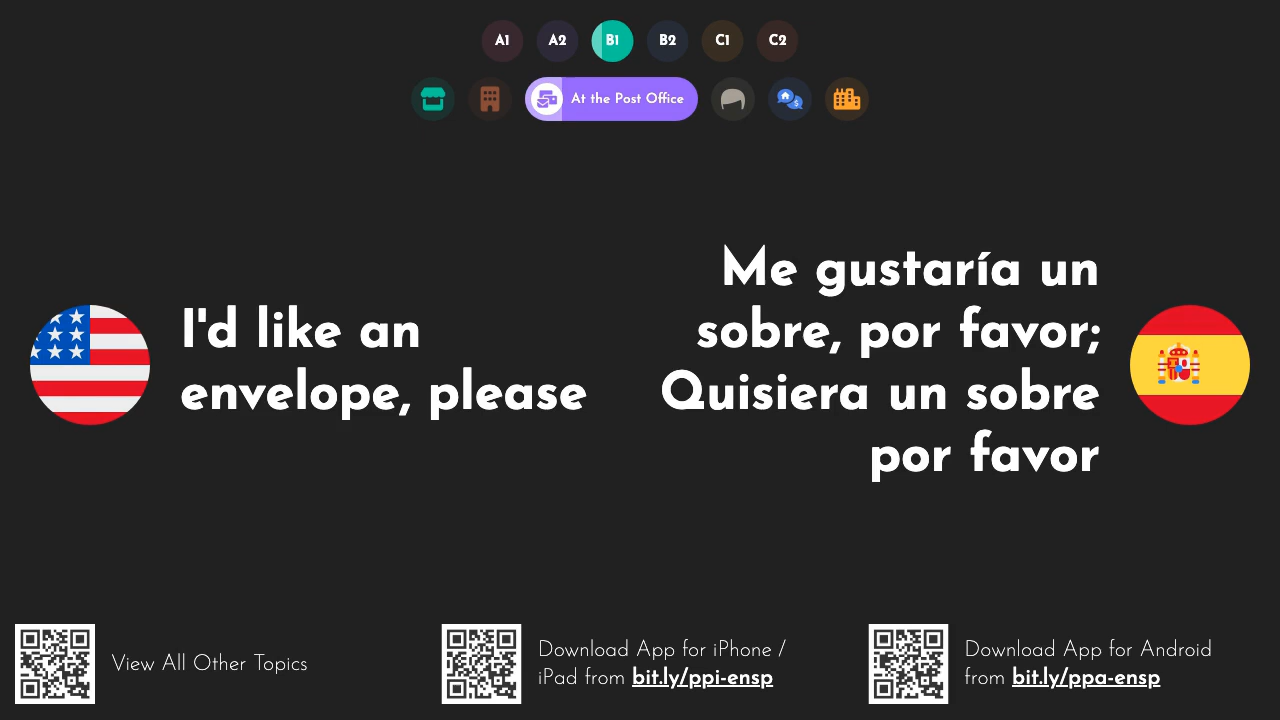 A1 A2 B1 B2 C1 C2
At the Post Office
I'd like an
envelope, please
Me gustaría un
sobre, por favor;
Quisiera un sobre
por favor
View All Other Topics
Download App for iPhone /
iPad from bit.ly/ppi-ensp
Download App for Android
from bit.ly/ppa-ensp